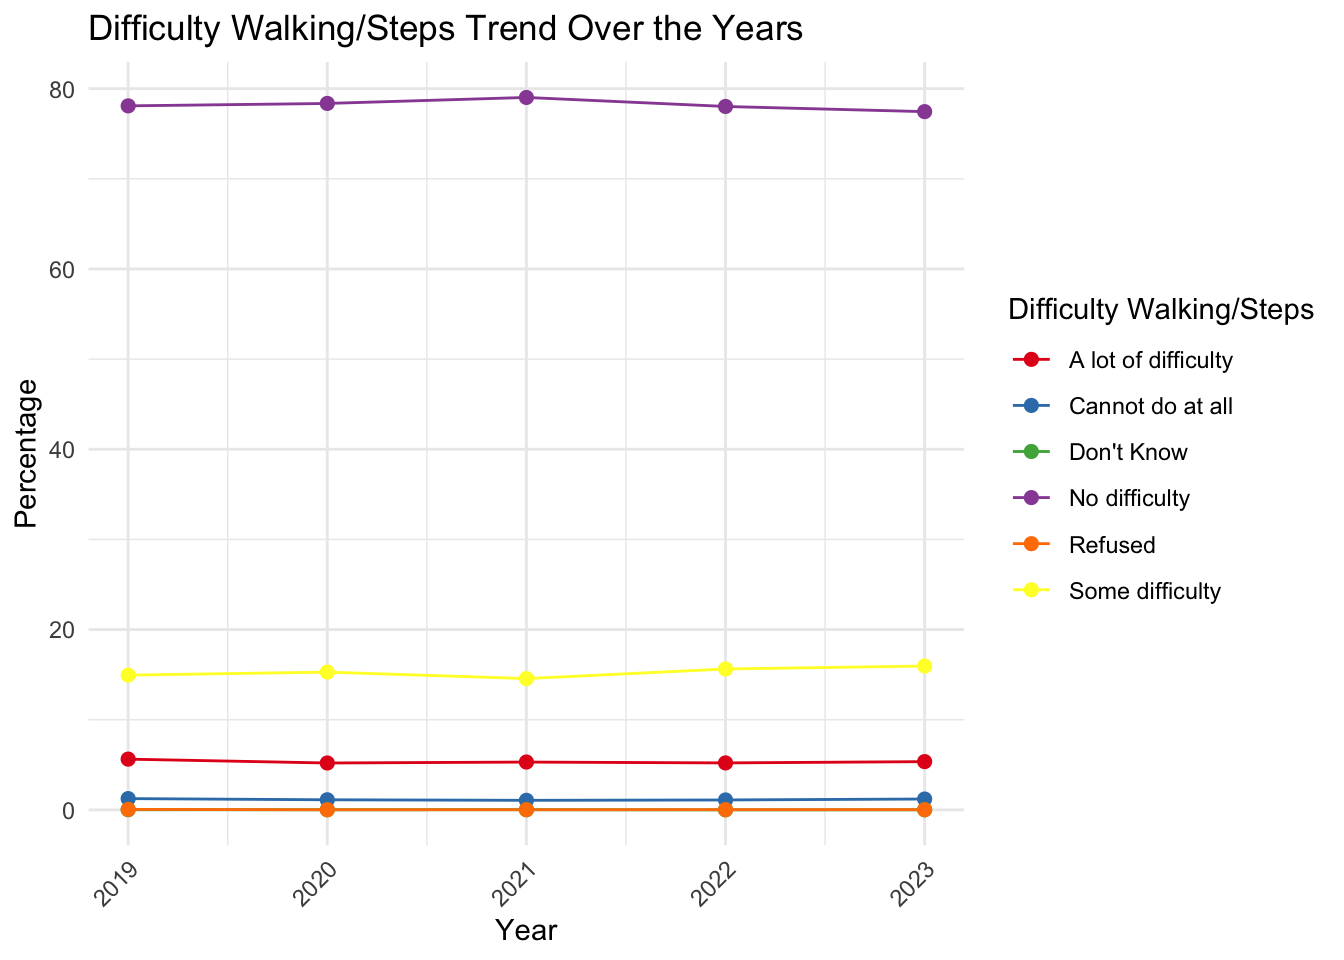 Difficulty Walking/Steps Trend Over the Years
80
60
40
20
0
Percentage
2019
2020
2021
2022
2023
Year
Difficulty Walking/Steps
A lot of difficulty
Cannot do at all
Don't Know
No difficulty
Refused
Some difficulty